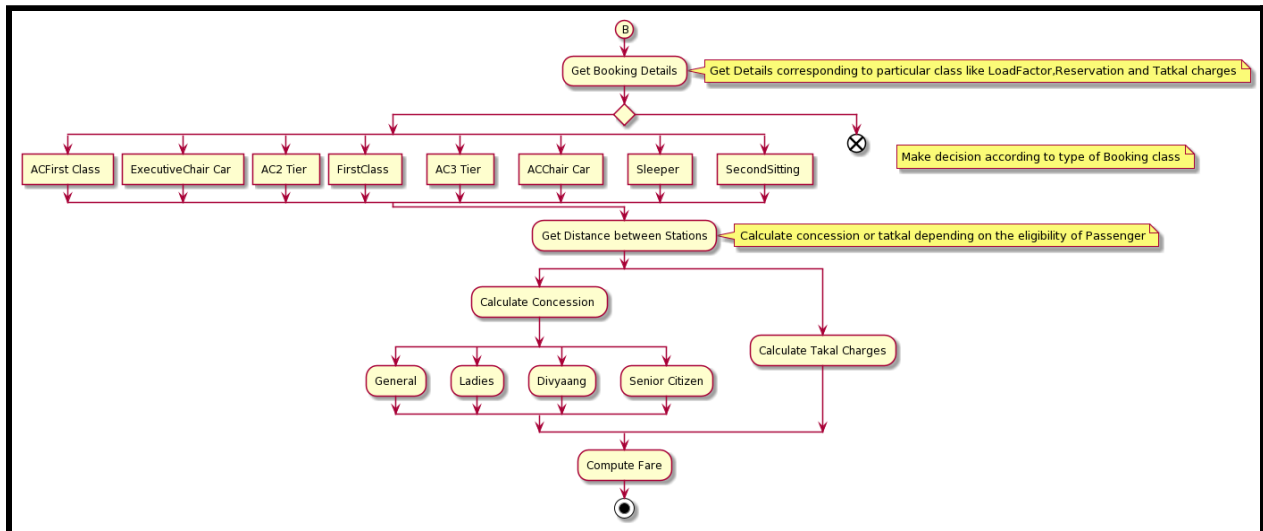 B
Get Booking Details
Get Details corresponding to particular class like LoadFactor,Reservation and Tatkal charges
ACFirst Class
ExecutiveChair Car
AC2 Tier
FirstClass
AC3 Tier
ACChair Car
Sleeper
SecondSitting
Make decision according to type of Booking class
Get Distance between Stations
Calculate concession or tatkal depending on the eligibility of Passenger
Calculate Concession
Calculate Takal Charges
General
Ladies
Divyaang
Senior Citizen
Compute Fare